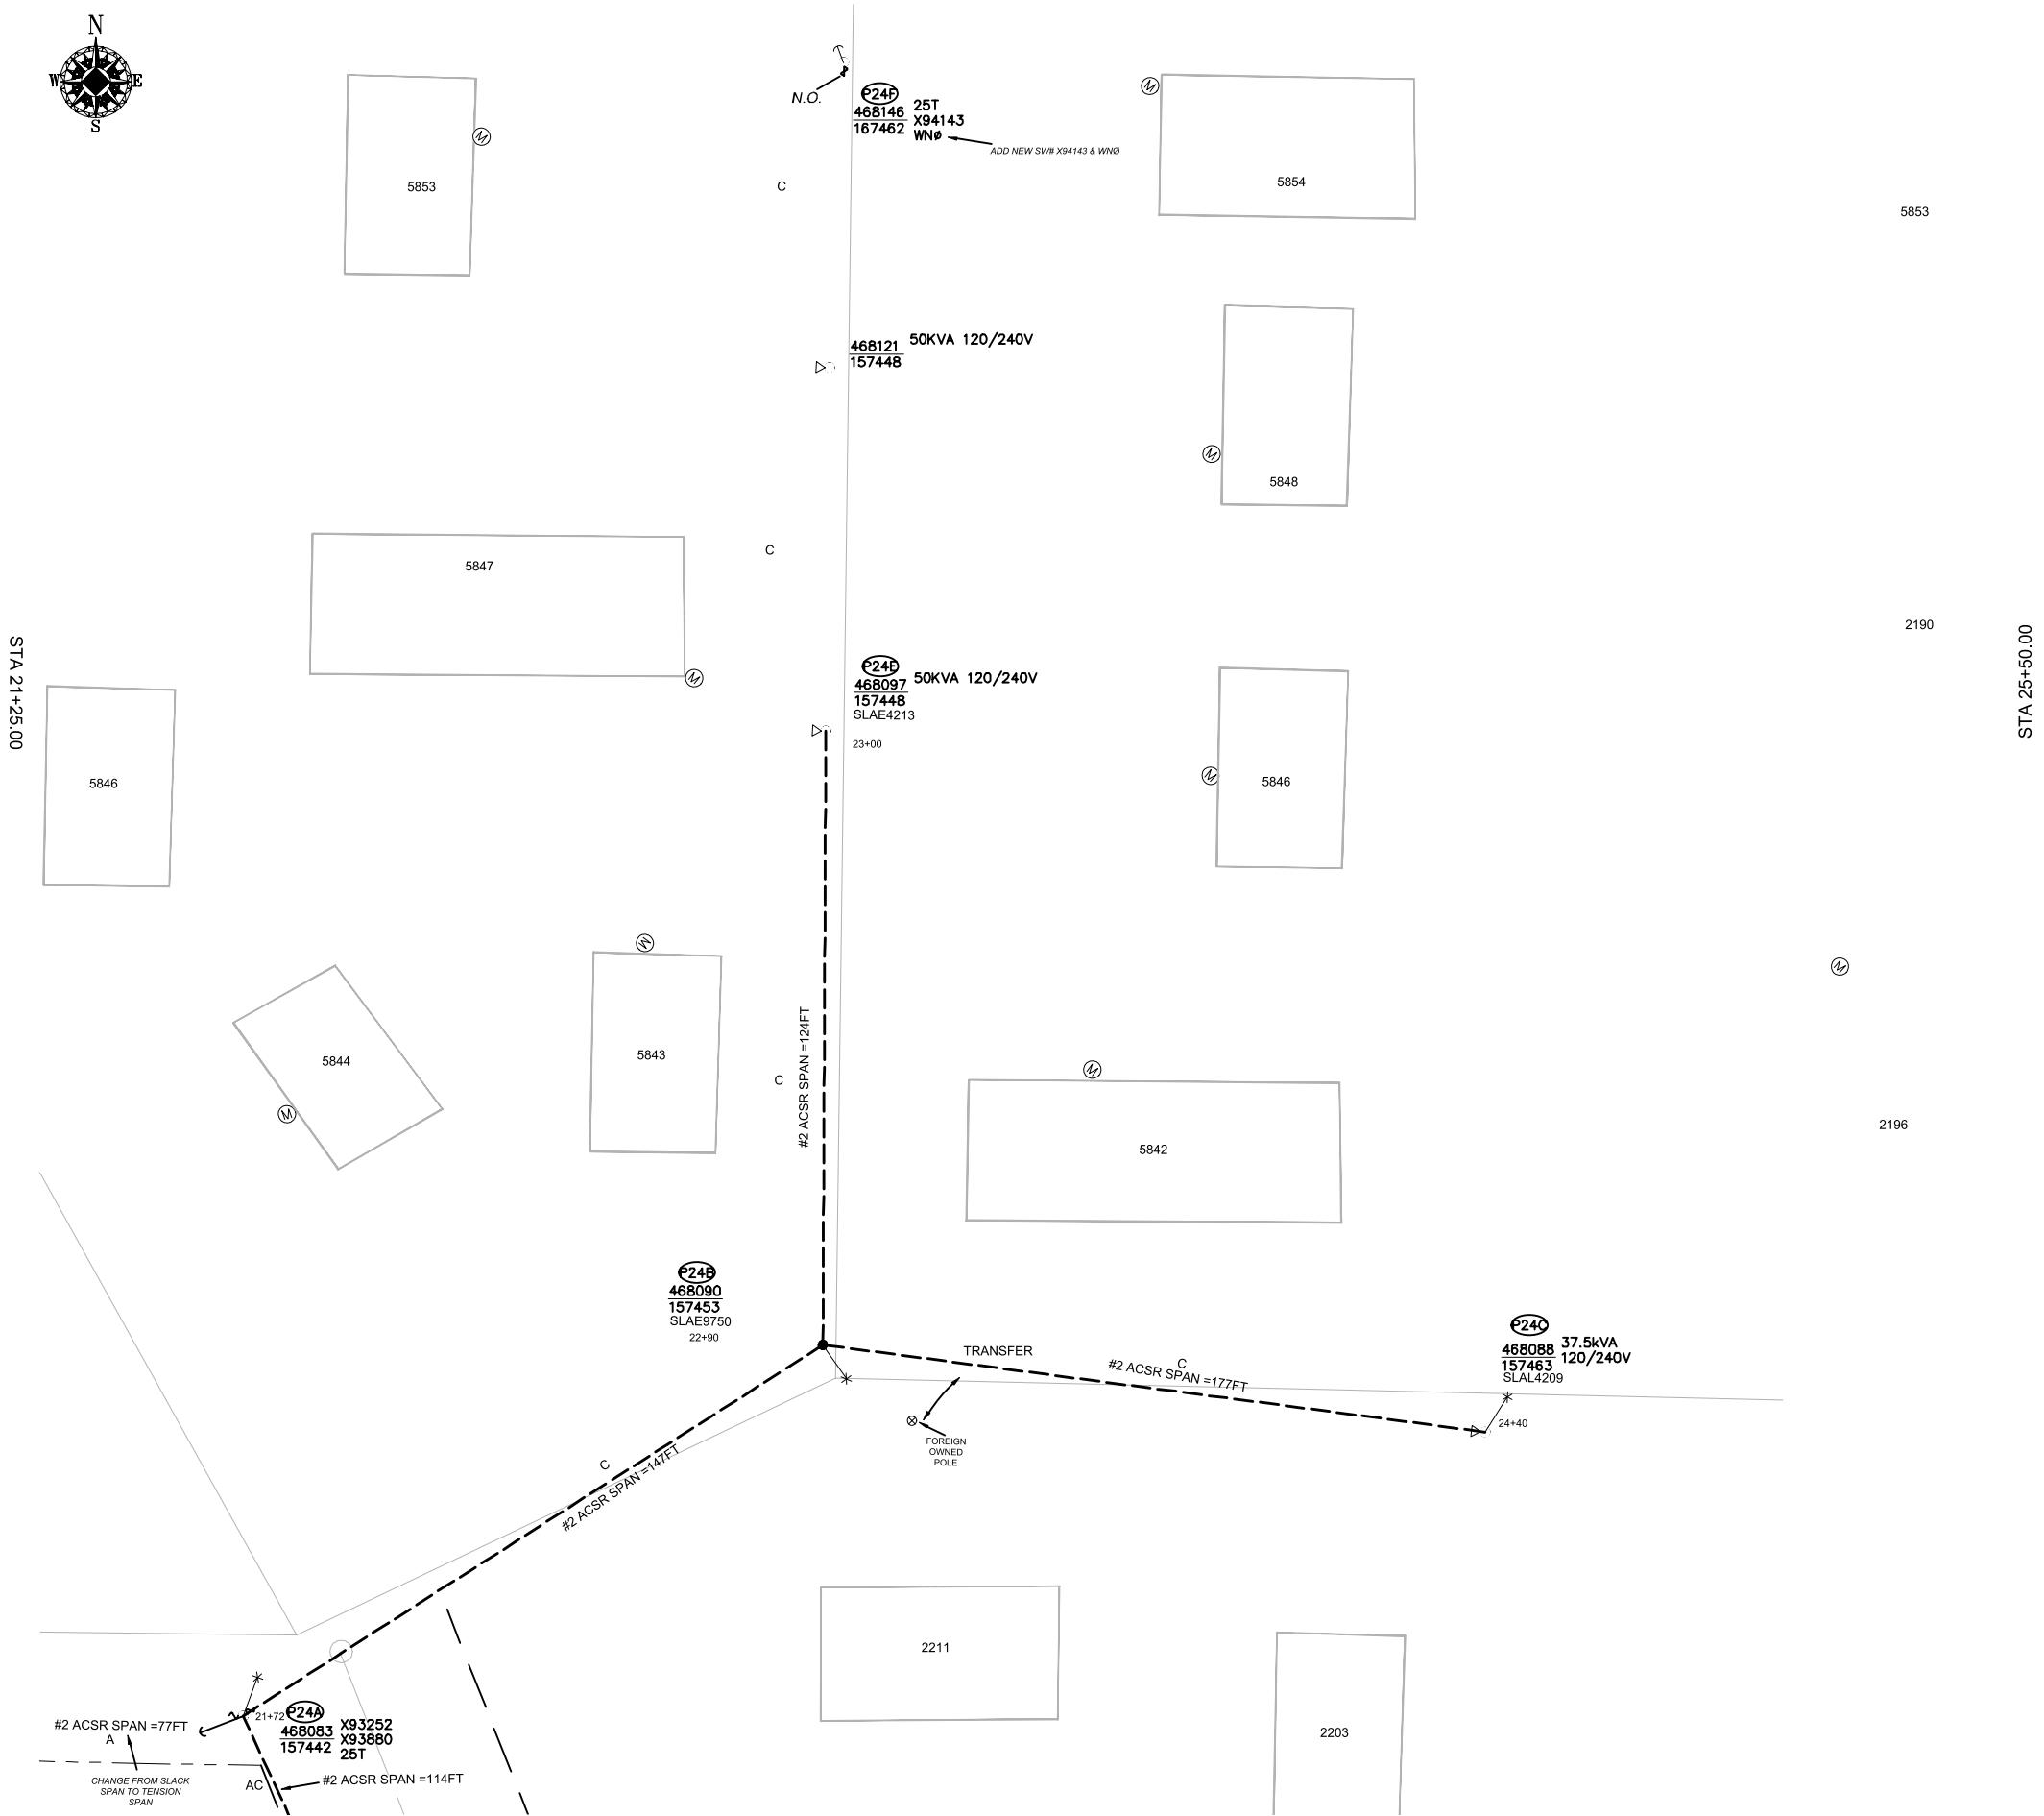 N
W
E
S
N.O.
P24F
468146
167462
25T
X94143
WNØ
ADD NEW SW# X94143 & WNØ
M
M
5853
C
5854
5853
468121
157448
50KVA 120/240V
M
5848
5847
C
M
STA 21+25.00
2190
STA 25+50.00
P24E
468097
157448
50KVA 120/240V
SLAE4213
23+00
5846
M
5846
M
M
5844
M
5843
C
#2 ACSR SPAN =124FT
M
5842
2196
P24B
468090
157453
SLAE9750
22+90
TRANSFER
C
#2 ACSR SPAN =177FT
P24C
468088
157463
37.5kVA
120/240V
SLAL4209
24+40
FOREIGN
OWNED
POLE
C
#2 ACSR SPAN =147FT
2211
2203
21+72
P24A
468083
157442
X93252
X93880
25T
#2 ACSR SPAN =77FT
A
CHANGE FROM SLACK
SPAN TO TENSION
SPAN
AC
#2 ACSR SPAN =114FT